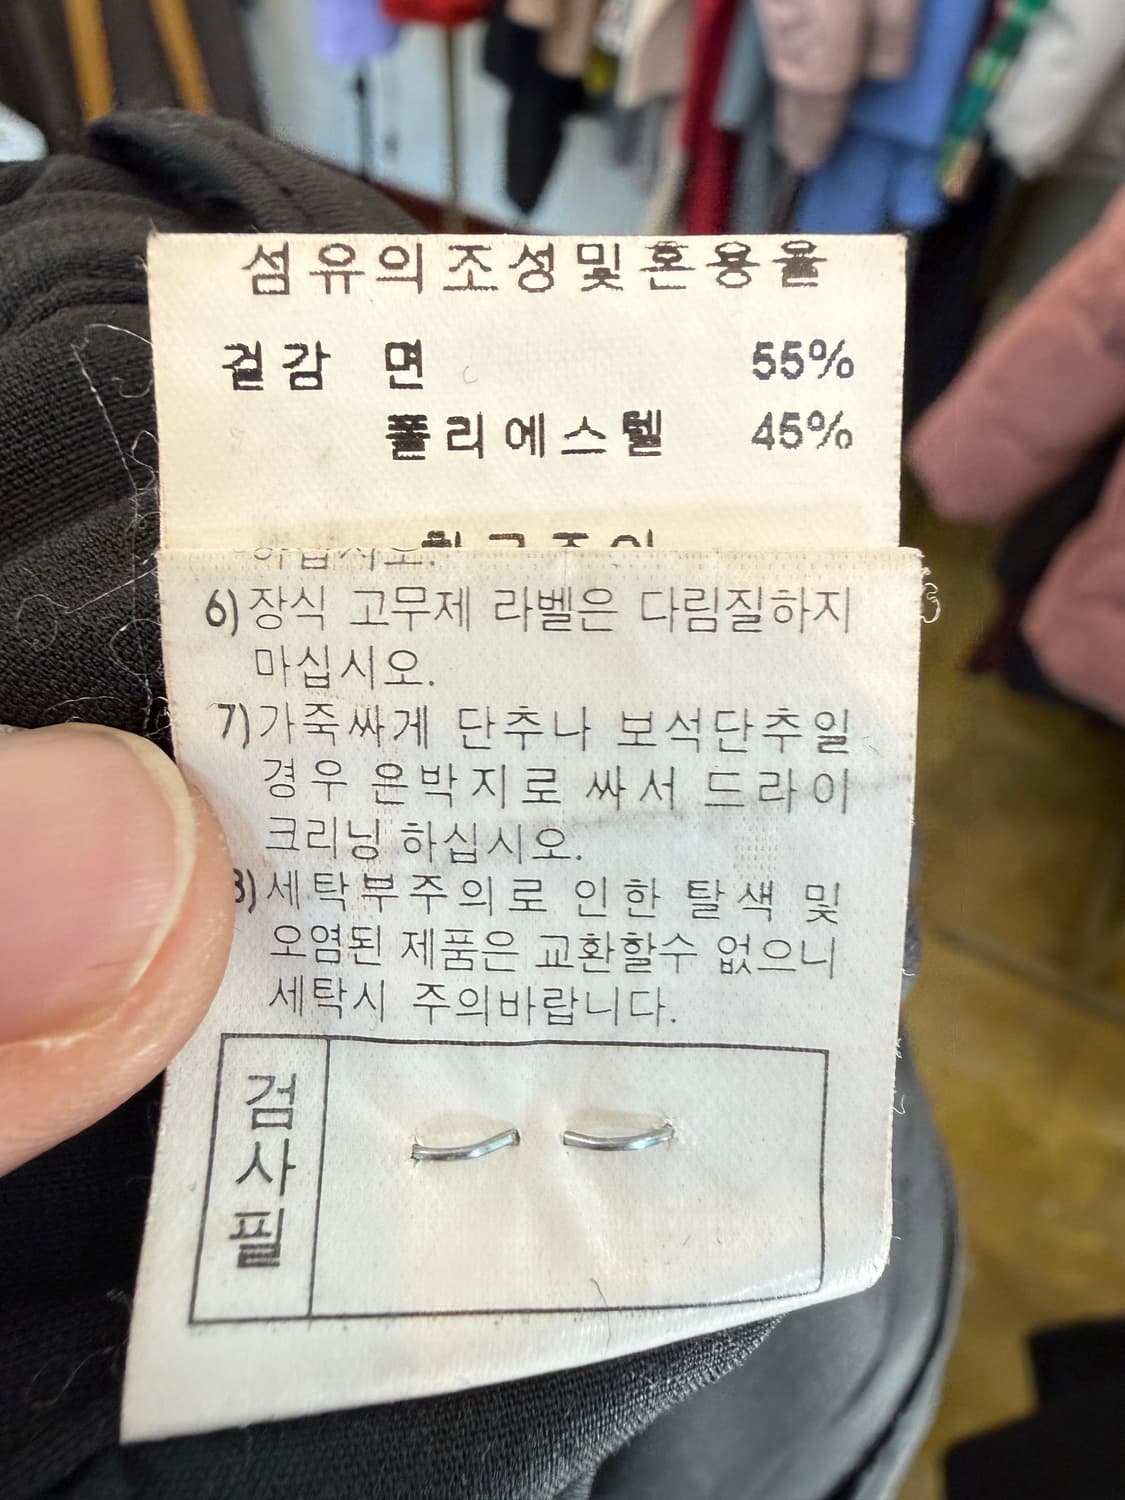 섬유의조성및혼용율
겉감 면 55%
폴리에스텔 45%
하십시오.
6)장식 고무제 라벨은 다림질하지
마십시오.
7)가죽싸게 단추나 보석단추일
경우 은박지로 싸서 드라이
크리닝 하십시오.
8)세탁부주의로 인한 탈색 및
오염된 제품은 교환할수 없으니
세탁시 주의바랍니다.
검사필